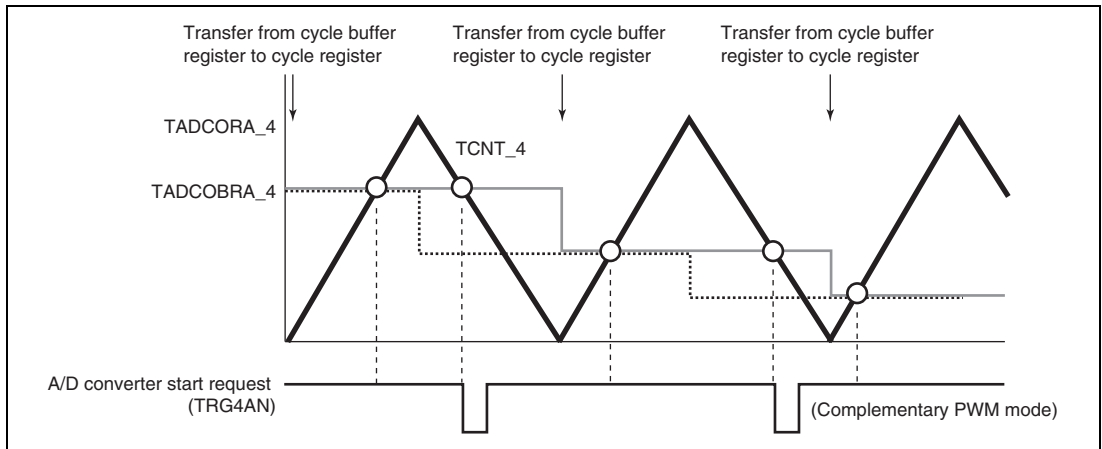 Transfer from cycle buffer
register to cycle register
Transfer from cycle buffer
register to cycle register
Transfer from cycle buffer
register to cycle register
TADCORA_4
TCNT_4
TADCOBRA_4
A/D converter start request
(TRG4AN)
(Complementary PWM mode)